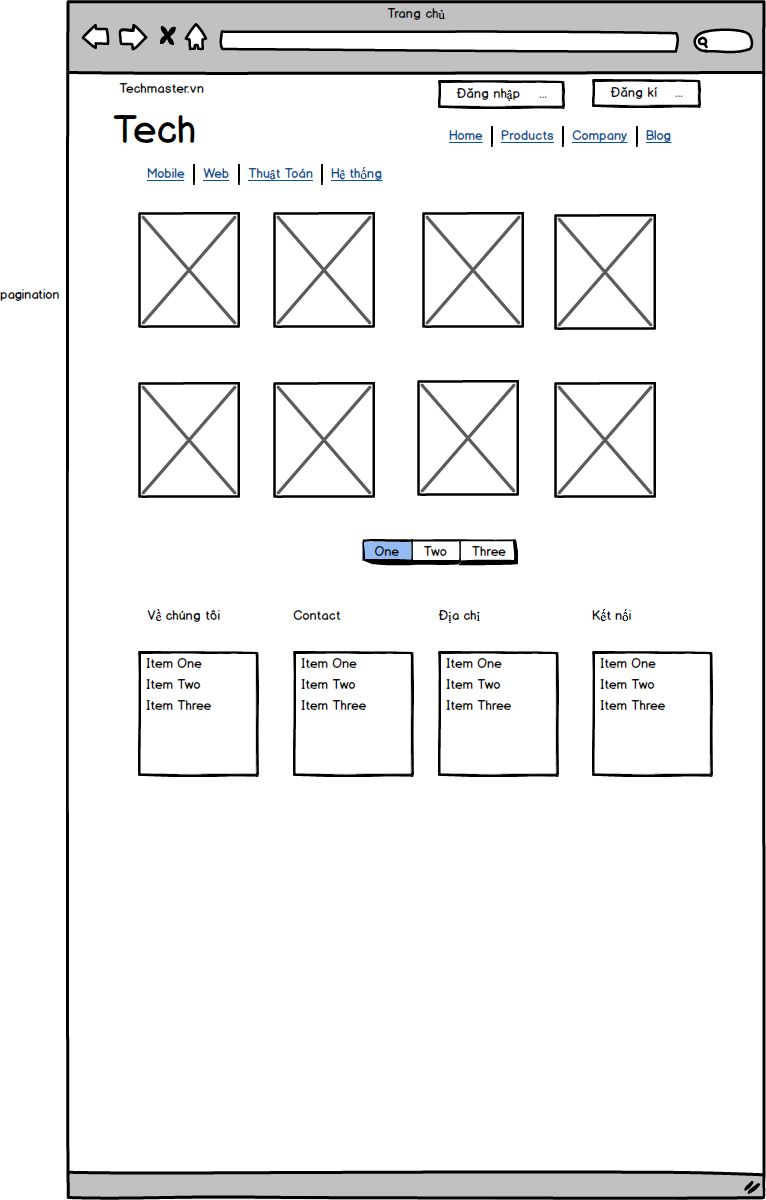 Trang chủ
Techmaster.vn
Đăng nhập ...
Đăng kí ...
Tech
Home Products Company Blog
Mobile Web Thuật Toán Hệ thống
pagination
One Two Three
Về chúng tôi Contact Địa chỉ Kết nối
Item One Item One Item One Item One
Item Two Item Two Item Two Item Two
Item Three Item Three Item Three Item Three